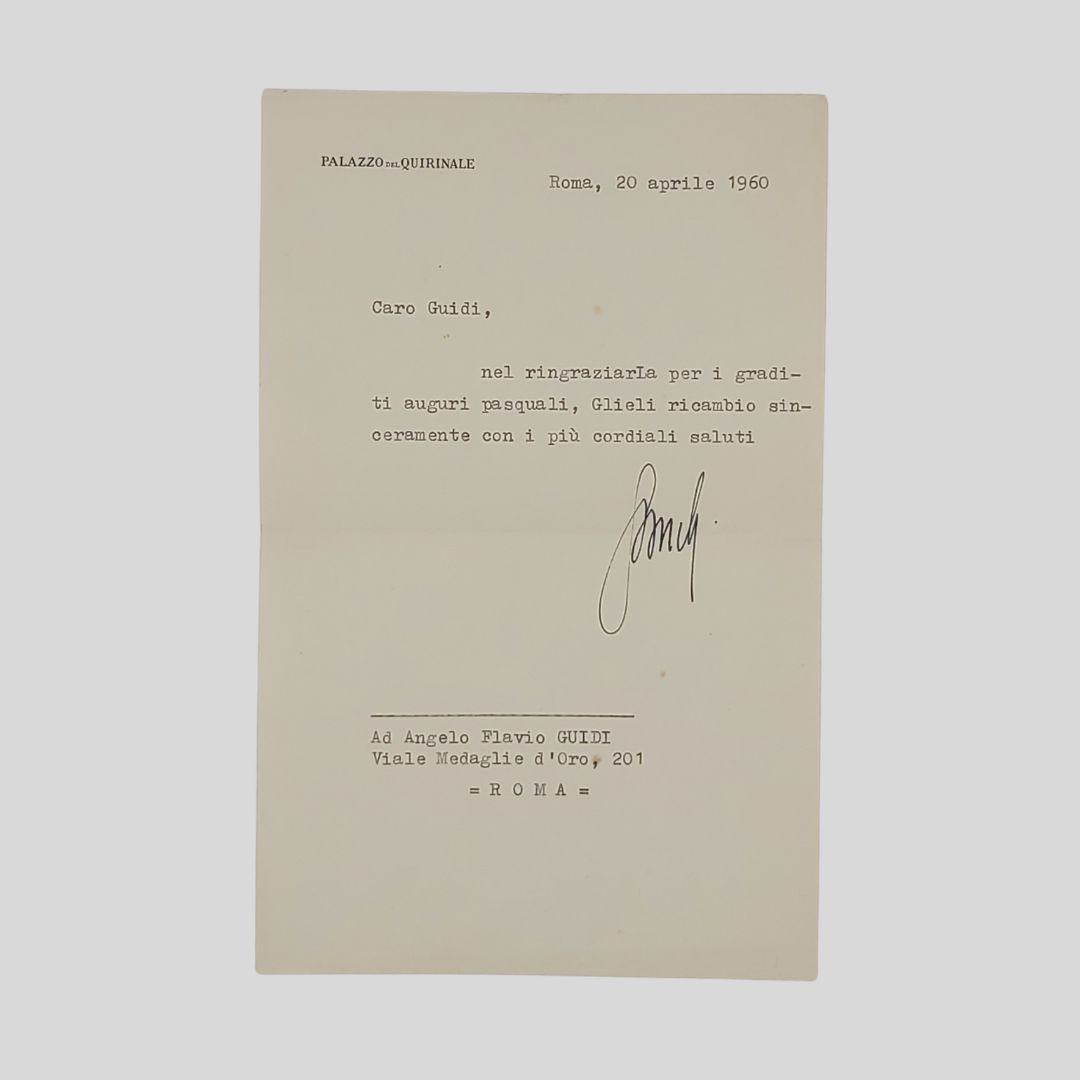 PALAZZO DEL QUIRINALE
Roma, 20 aprile 1960
Caro Guidi,
nel ringraziarLa per i gradi-
ti auguri pasquali, Glieli ricambio sin-
ceramente con i più cordiali saluti
Ad Angelo Flavio GUIDI
Viale Medaglie d'Oro, 201
= R O M A =